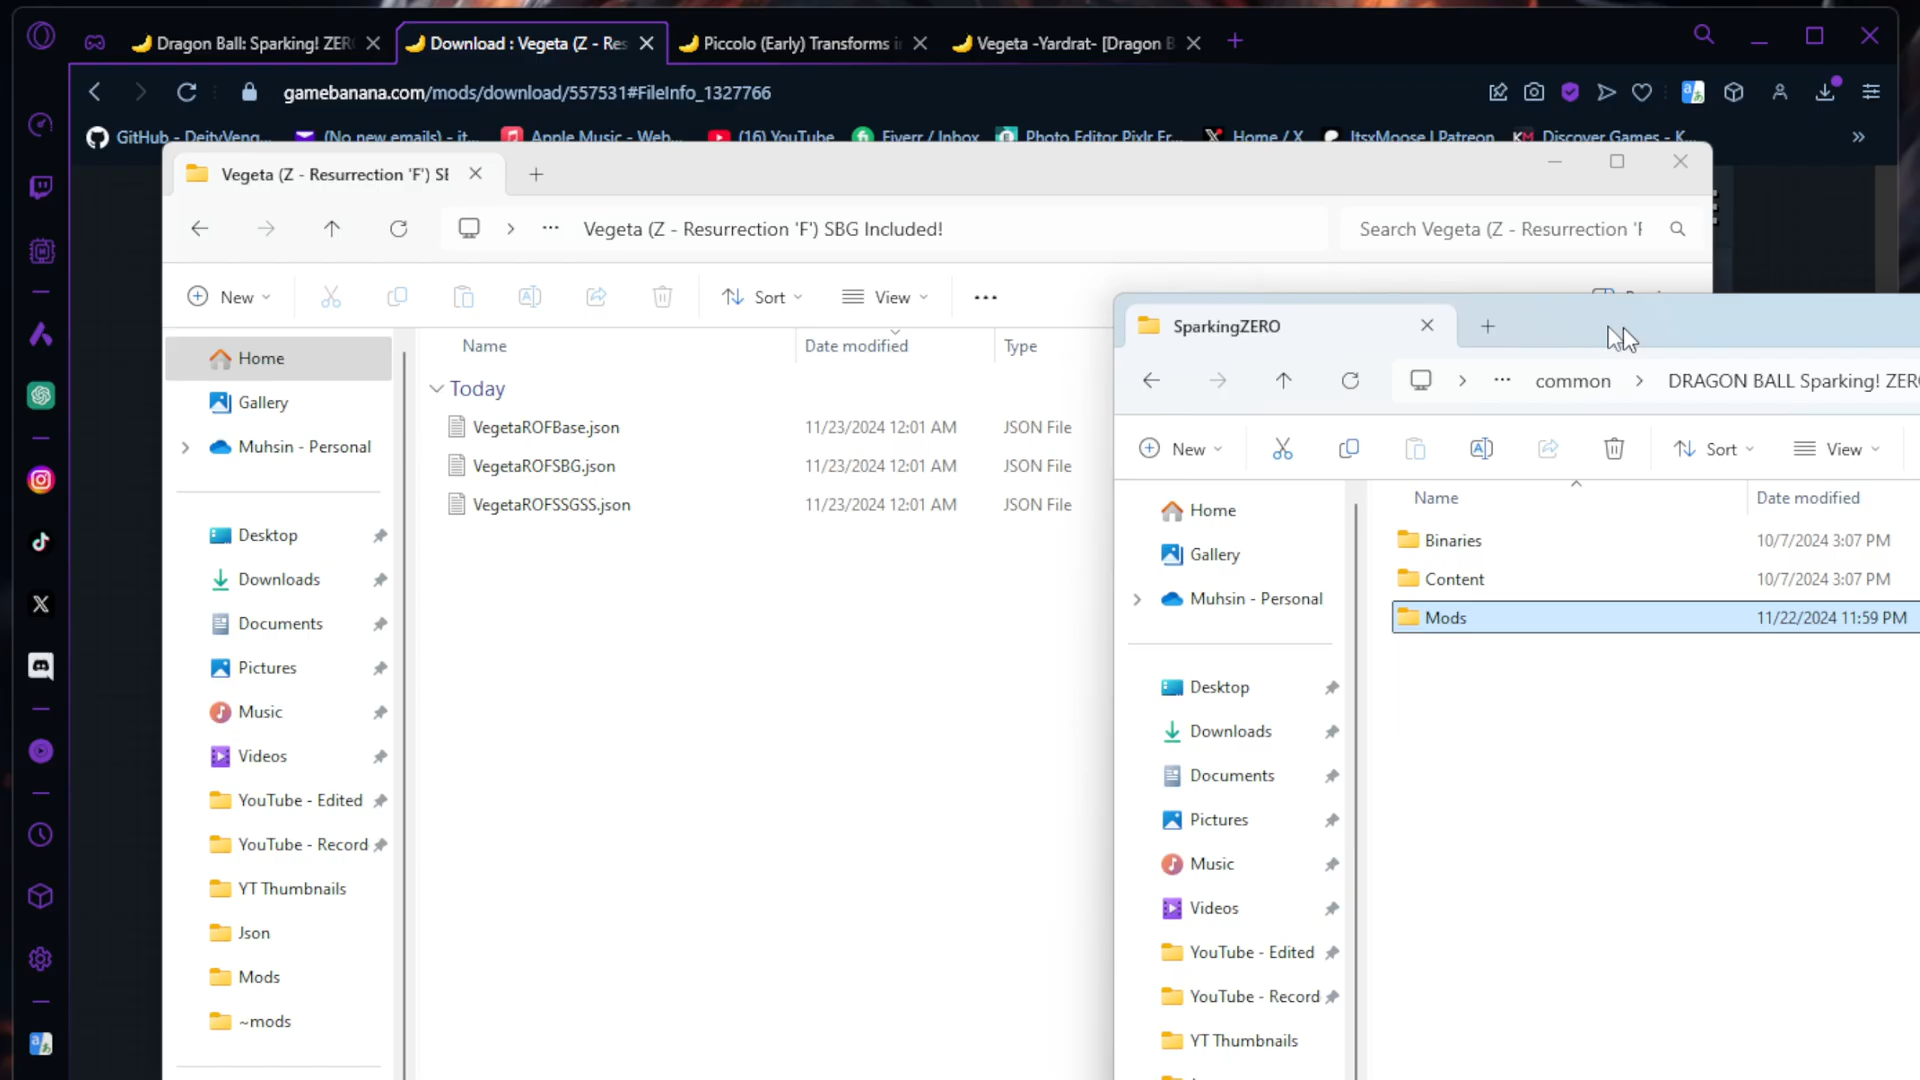 Dragon Ball: Sparking! ZER
Download : Vegeta (Z - Res
Piccolo (Early) Transforms i
Vegeta -Yardrat- [Dragon B
gamebanana.com/mods/download/557531#FileInfo_1327766
GitHub - DeityVeng...
(No new emails) - it...
Apple Music - Web...
(16) YouTube
Fiverr / Inbox
Photo Editor Pixlr Er...
Home / X
ItsxMoose | Patreon
Discover Games - K...
Vegeta (Z - Resurrection 'F') SE
Vegeta (Z - Resurrection 'F') SBG Included!
Search Vegeta (Z - Resurrection 'F
New
Sort
View
Home
Gallery
Muhsin - Personal
Desktop
Downloads
Documents
Pictures
Music
Videos
YouTube - Edited
YouTube - Record
YT Thumbnails
Json
Mods
~mods
Name
Date modified
Type
Today
VegetaROFBase.json 11/23/2024 12:01 AM JSON File
VegetaROFSBG.json 11/23/2024 12:01 AM JSON File
VegetaROFSSGSS.json 11/23/2024 12:01 AM JSON File
SparkingZERO
common
DRAGON BALL Sparking! ZERO
New
Sort
View
Home
Gallery
Muhsin - Personal
Desktop
Downloads
Documents
Pictures
Music
Videos
YouTube - Edited
YouTube - Record
YT Thumbnails
Name
Date modified
Binaries 10/7/2024 3:07 PM
Content 10/7/2024 3:07 PM
Mods 11/22/2024 11:59 PM